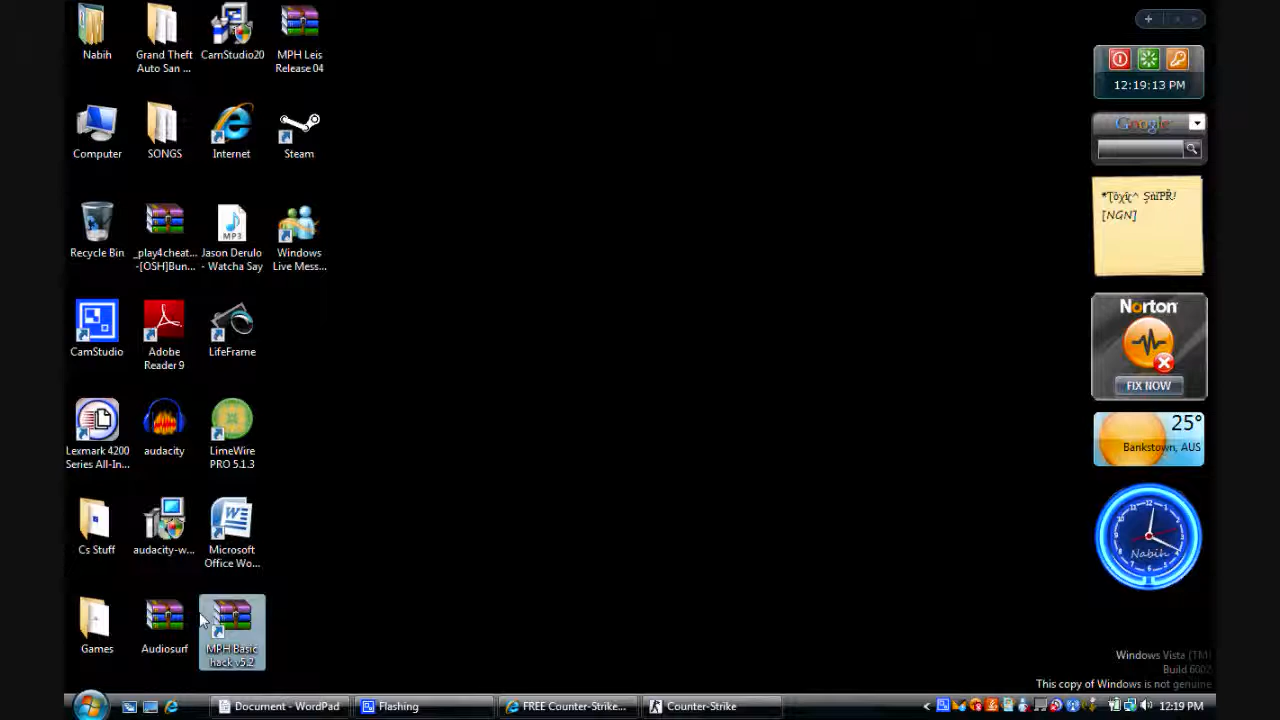 Nabih
Grand Theft
Auto San ...
CamStudio20
MPH Leis
Release 04
12:19:13 PM
Google
Computer
SONGS
Internet
Steam
[NGN]
Recycle Bin
_play4cheat...
-[OSH]Bun...
MP3
Jason Derulo
- Watcha Say
Windows
Live Mess...
Norton
FIX NOW
CamStudio
Adobe
Reader 9
LifeFrame
25°
Bankstown, AUS
Lexmark 4200
Series All-In...
audacity
LimeWire
PRO 5.1.3
Nabih
Cs Stuff
audacity-w...
Microsoft
Office Wo...
Games
Audiosurf
MPH Basic
hack v5.2
Windows Vista (TM)
Build 6002
This copy of Windows is not genuine
Document - WordPad
Flashing
FREE Counter-Strike...
Counter-Strike
12:19 PM